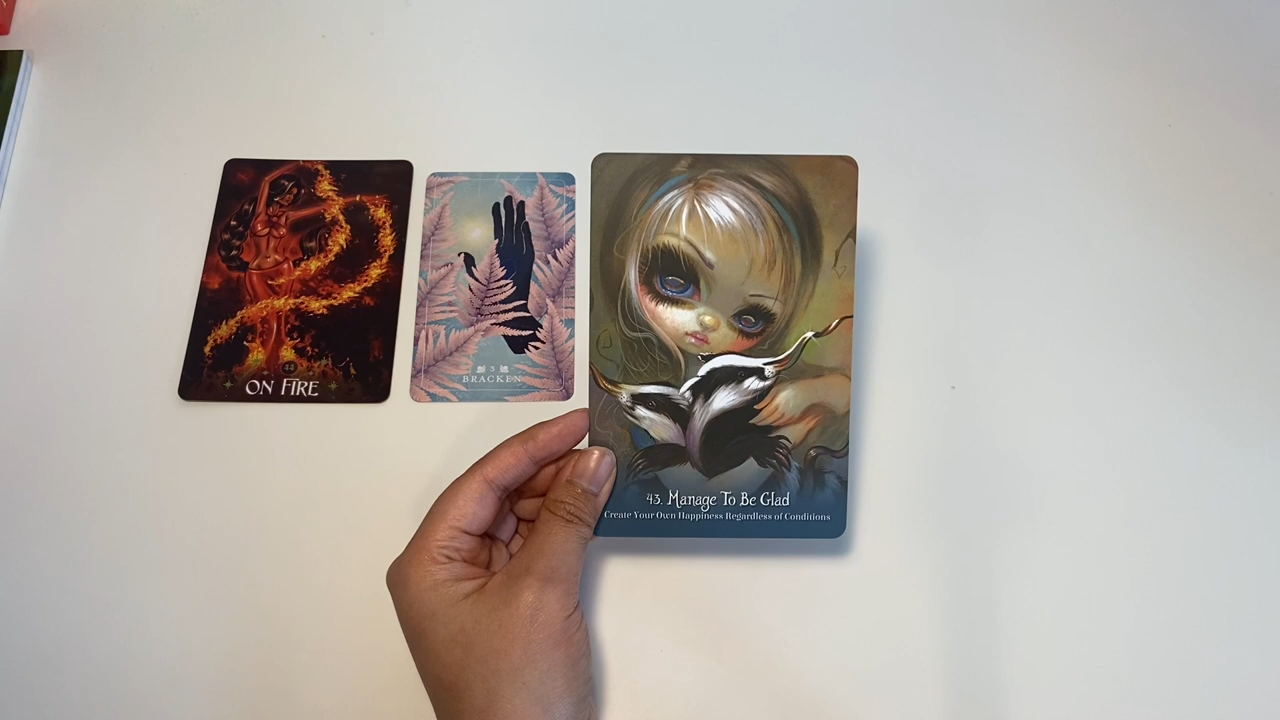 44
ON FIRE
3
BRACKEN
43. Manage To Be Glad
Create Your Own Happiness Regardless of Conditions